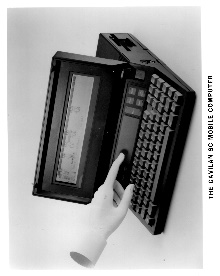 THE GAVILAN SC MOBILE COMPUTER